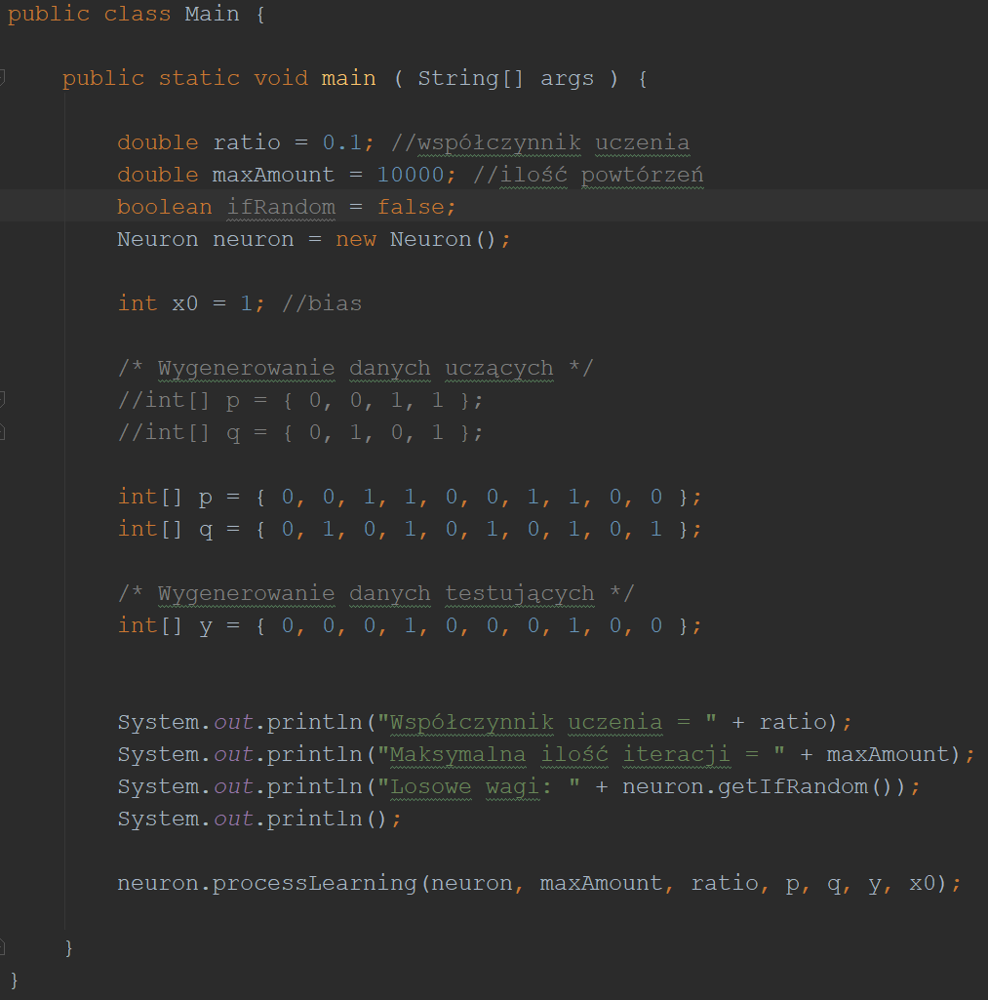 public class Main {
public static void main ( String[] args ) {
double ratio = 0.1; //współczynnik uczenia
double maxAmount = 10000; //ilość powtórzeń
boolean ifRandom = false;
Neuron neuron = new Neuron();
int x0 = 1; //bias
/* Wygenerowanie danych uczących */
//int[] p = { 0, 0, 1, 1 };
//int[] q = { 0, 1, 0, 1 };
int[] p = { 0, 0, 1, 1, 0, 0, 1, 1, 0, 0 };
int[] q = { 0, 1, 0, 1, 0, 1, 0, 1, 0, 1 };
/* Wygenerowanie danych testujących */
int[] y = { 0, 0, 0, 1, 0, 0, 0, 1, 0, 0 };
System.out.println("Współczynnik uczenia = " + ratio);
System.out.println("Maksymalna ilość iteracji = " + maxAmount);
System.out.println("Losowe wagi: " + neuron.getIfRandom());
System.out.println();
neuron.processLearning(neuron, maxAmount, ratio, p, q, y, x0);
}
}